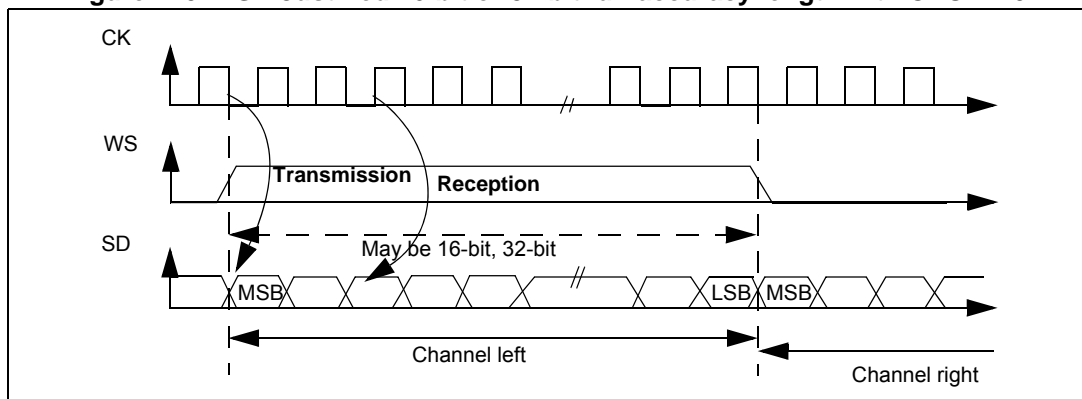 CK
WS
Transmission
Reception
SD
May be 16-bit, 32-bit
MSB
LSB
MSB
Channel left
Channel right